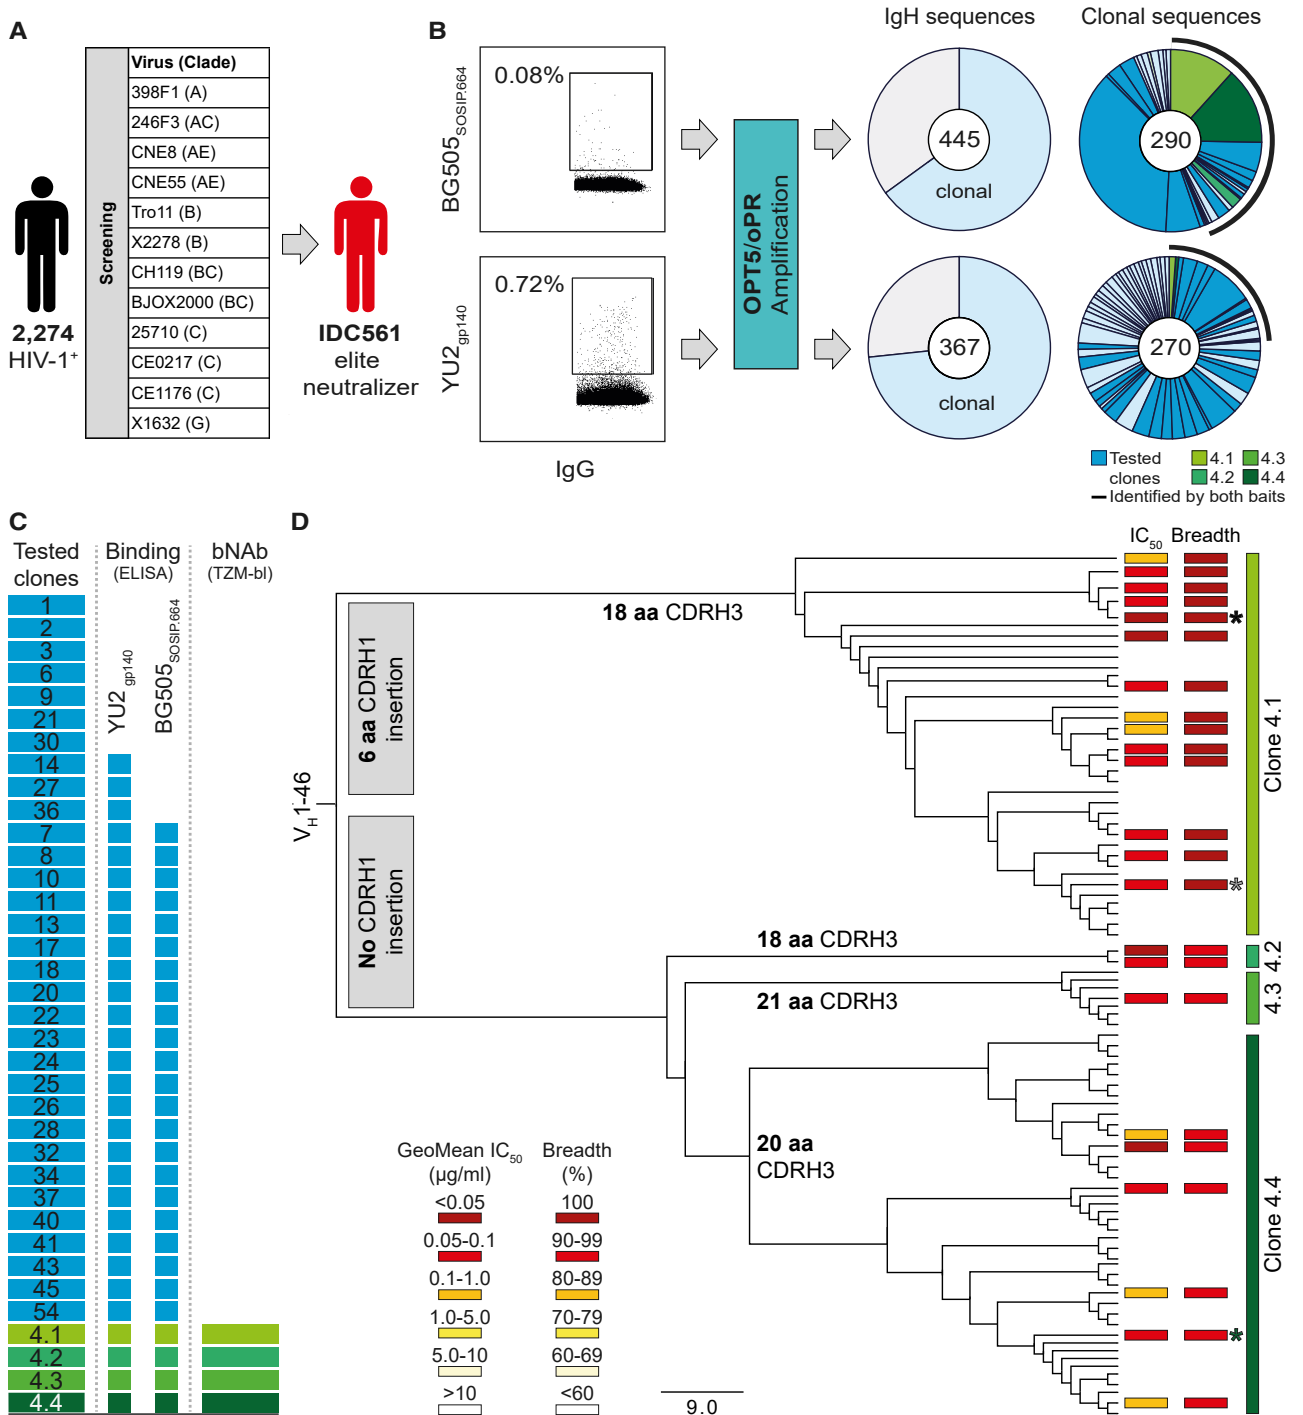 A
Virus (Clade)
398F1 (A)
246F3 (AC)
CNE8 (AE)
CNE55 (AE)
Tro11 (B)
X2278 (B)
CH119 (BC)
BJOX2000 (BC)
25710 (C)
CE0217 (C)
CE1176 (C)
X1632 (G)
Screening
2,274
HIV-1+
IDC561
elite
neutralizer
B
IgH sequences
Clonal sequences
BG505SOSIP.664
0.08%
YU2gp140
0.72%
IgG
OPT5/oPR
Amplification
445
clonal
290
367
clonal
270
Tested
clones
4.1
4.3
4.2
4.4
Identified by both baits
C
Tested
clones
Binding
(ELISA)
bNAb
(TZM-bl)
YU2gp140
BG505SOSIP.664
1
2
3
6
9
21
30
14
27
36
7
8
10
11
13
17
18
20
22
23
24
25
26
28
32
34
37
40
41
43
45
54
4.1
4.2
4.3
4.4
D
IC50 Breadth
VH1-46
6 aa CDRH1
insertion
No CDRH1
insertion
18 aa CDRH3
18 aa CDRH3
21 aa CDRH3
20 aa
CDRH3
*
*
*
Clone 4.1
4.2
4.3
Clone 4.4
GeoMean IC50
(µg/ml)
Breadth
(%)
<0.05 100
0.05-0.1 90-99
0.1-1.0 80-89
1.0-5.0 70-79
5.0-10 60-69
>10 <60
9.0